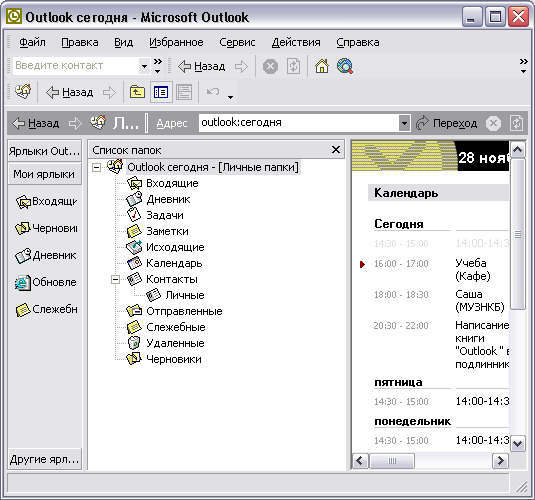 Outlook сегодня - Microsoft Outlook
Файл Правка Вид Избранное Сервис Действия Справка
Введите контакт Назад
Назад
Назад Л... Адрес outlook:сегодня Переход
Ярлыки Out...
Мои ярлыки
Входящи
Чернови
Дневник
Обновле
Слежебн
Другие ярл...
Список папок
Outlook сегодня - [Личные папки]
Входящие
Дневник
Задачи
Заметки
Исходящие
Календарь
Контакты
Личные
Отправленные
Слежебные
Удаленные
Черновики
28 нояб
Календарь
Сегодня
14:30 - 15:00 14:00-14:3
16:00 - 17:00 Учеба
(Кафе)
18:00 - 18:30 Саша
(МУЗНКБ)
20:30 - 22:00 Написание
книги
"Outlook" в
подлинник
пятница
14:30 - 15:00 14:00-14:3
понедельник
14:30 - 15:00 14:00-14:3